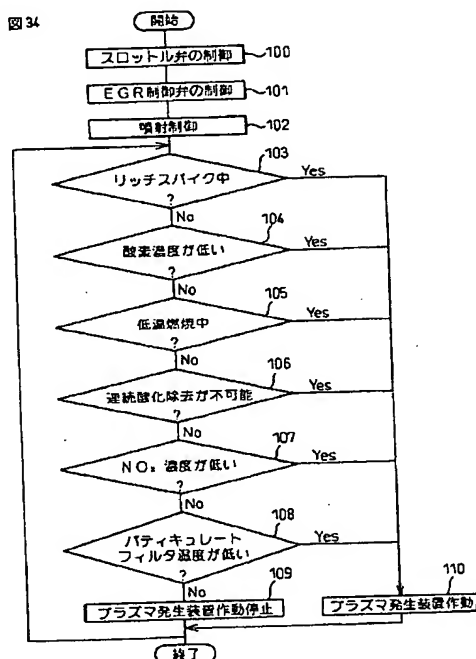 図34
開始
スロットル弁の制御
100
EGR制御弁の制御
101
噴射制御
102
103
リッチスパイク中
?
Yes
No
104
酸素濃度が低い
?
Yes
No
105
低温燃焼中
?
Yes
No
106
連続酸化除去が不可能
?
Yes
No
107
NOx 濃度が低い
?
Yes
No
108
パティキュレート
フィルタ温度が低い
?
Yes
No
109
プラズマ発生装置作動停止
110
プラズマ発生装置作動
終了